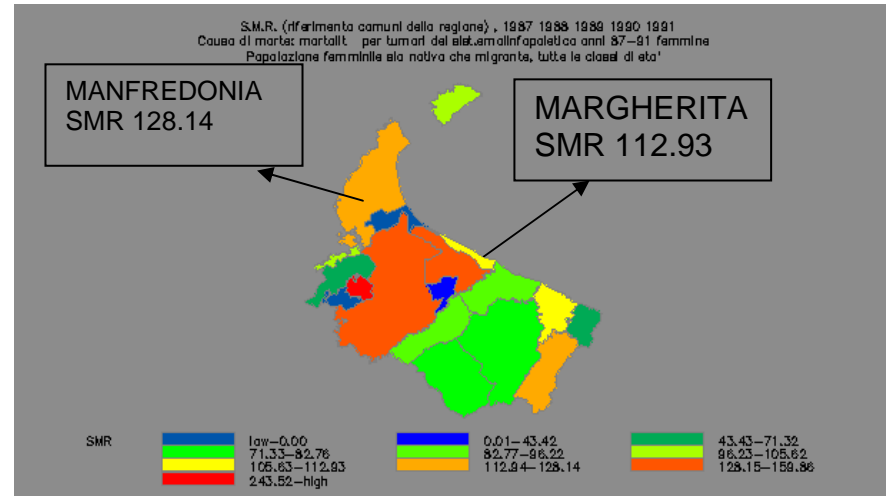 S.M.R. (riferimento comuni della regione) , 1987 1988 1989 1990 1991
Causa di morte: mortalit per tumori del sistemalinfopoietico anni 87-91 femmine
Popolazione femminile sia nativa che migrante, tutte le classi di eta'
MANFREDONIA
SMR 128.14
MARGHERITA
SMR 112.93
SMR
low-0.00
0.01-43.42
43.43-71.32
71.33-82.76
82.77-96.22
96.23-105.62
105.63-112.93
112.94-128.14
128.15-159.86
243.52-high